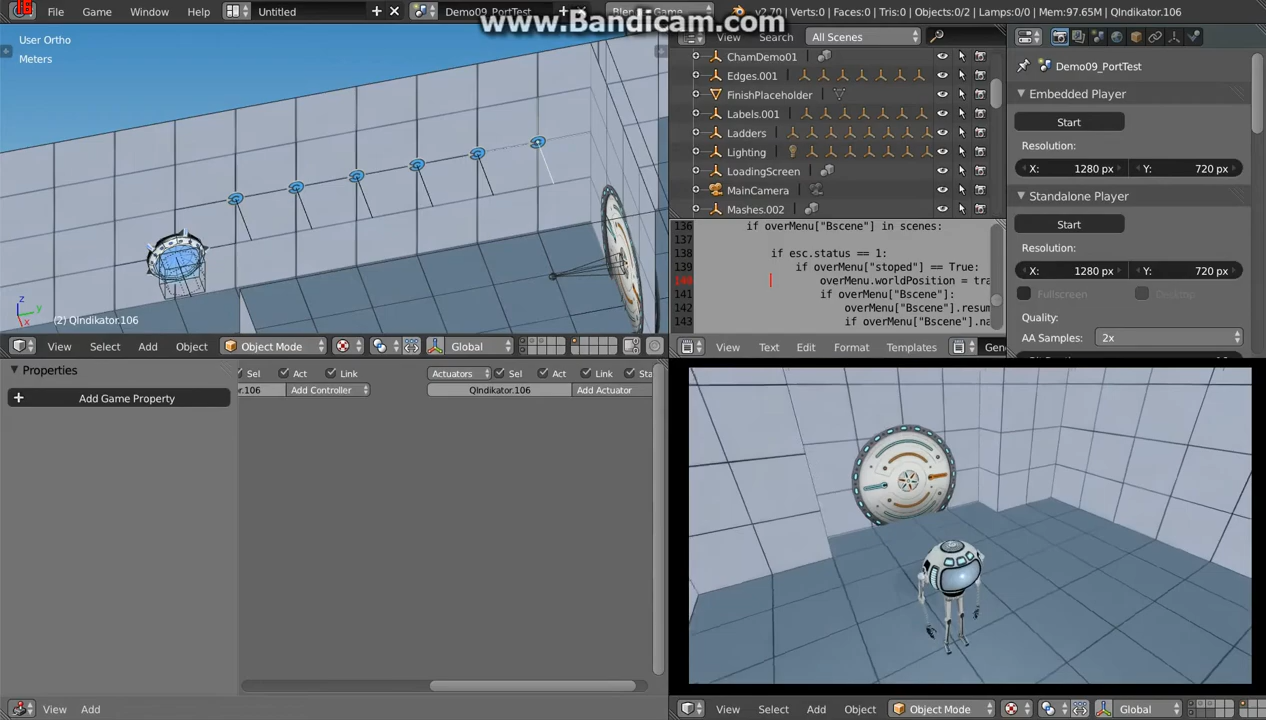 File Game Window Help Untitled Demo09_PortTest Blender Game v2.70 | Verts:0 | Faces:0 | Tris:0 | Objects:0/2 | Lamps:0/0 | Mem:97.65M | QIndikator.106
www.Bandicam.com
User Ortho
Meters
(2) QIndikator.106
View Select Add Object Object Mode Global
View Search All Scenes
ChamDemo01
Edges.001
FinishPlaceholder
Labels.001
Ladders
Lighting
LoadingScreen
MainCamera
Mashes.002
136 if overMenu["Bscene"] in scenes:
137
138 if esc.status == 1:
139 if overMenu["stoped"] == True:
140 overMenu.worldPosition = tra
141 if overMenu["Bscene"]:
142 overMenu["Bscene"].resum
143 if overMenu["Bscene"].na
View Text Edit Format Templates Gen
Demo09_PortTest
Embedded Player
Start
Resolution:
X: 1280 px Y: 720 px
Standalone Player
Start
Resolution:
X: 1280 px Y: 720 px
Fullscreen Desktop
Quality:
AA Samples: 2x
Properties
Add Game Property
Sel Act Link
.106 Add Controller
Actuators Sel Act Link Sta
QIndikator.106 Add Actuator
View Add
View Select Add Object Object Mode Global